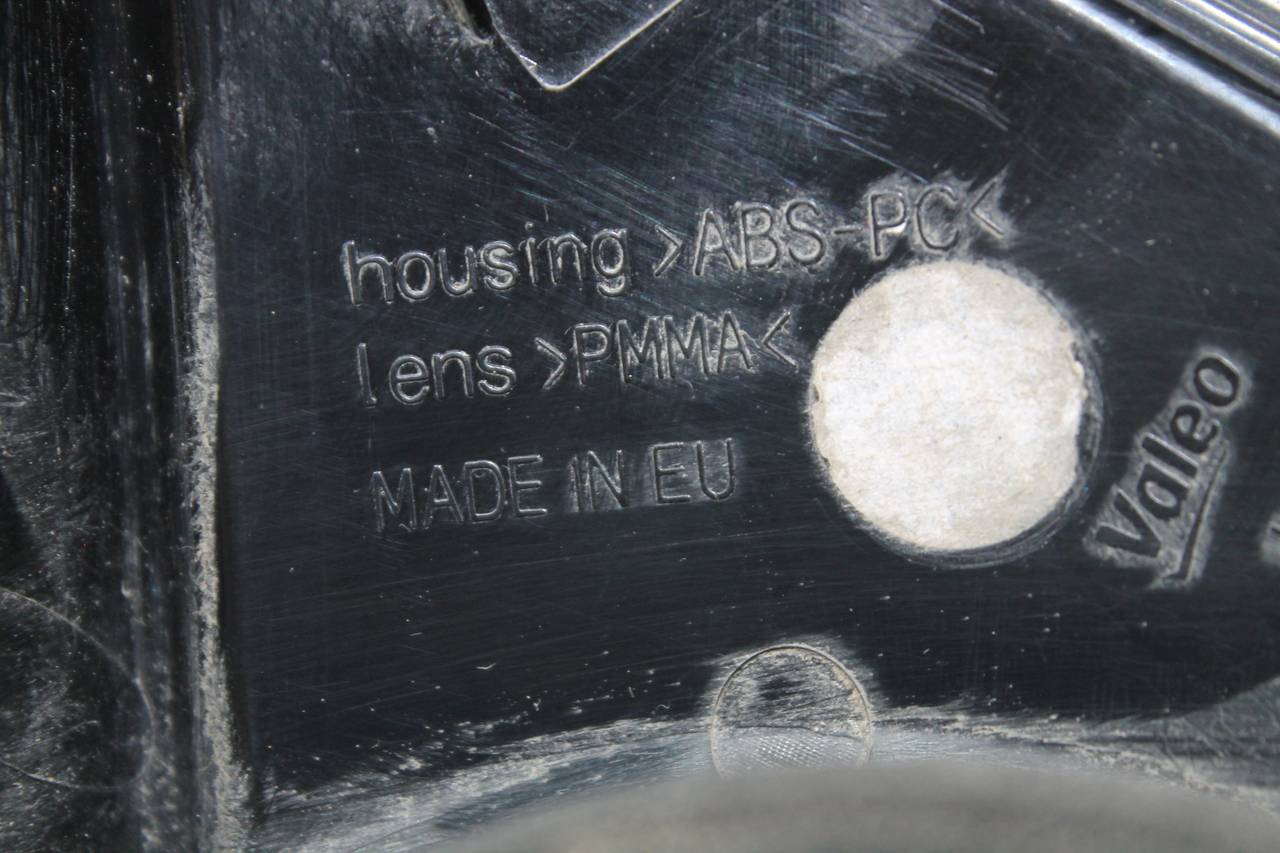 housing >ABS-PC<
lens >PMMA<
MADE IN EU
Valeo